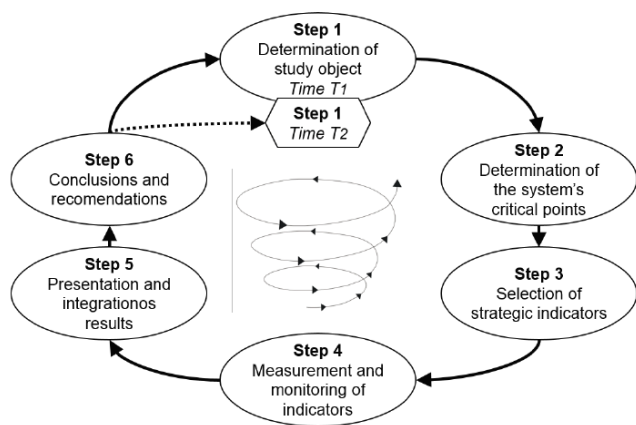 Step 1
Determination of
study object
Time T1
Step 1
Time T2
Step 2
Determination of
the system's
critical points
Step 3
Selection of
strategic indicators
Step 4
Measurement and
monitoring of
indicators
Step 5
Presentation and
integrationos
results
Step 6
Conclusions and
recomendations